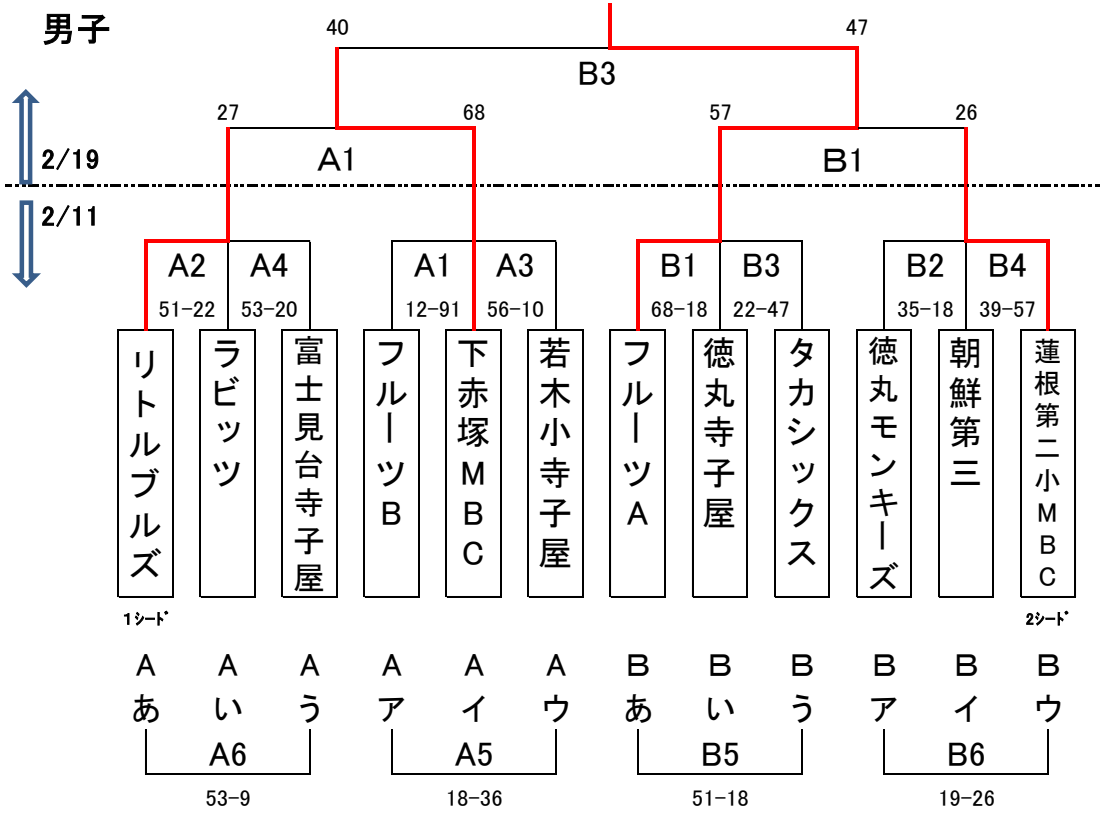 男子
40 47
B3
27 68 57 26
2/19
A1 B1
2/11
A2 A4 A1 A3 B1 B3 B2 B4
51-22 53-20 12-91 56-10 68-18 22-47 35-18 39-57
リトルブルズ
ラビッツ
富士見台寺子屋
フルーツB
下赤塚MBC
若木小寺子屋
フルーツA
徳丸寺子屋
タカシックス
徳丸モンキーズ
朝鮮第三
蓮根第二小MBC
1シード 2シード
A A A A A A B B B B B B
あ い う ア イ ウ あ い う ア イ ウ
A6 A5 B5 B6
53-9 18-36 51-18 19-26